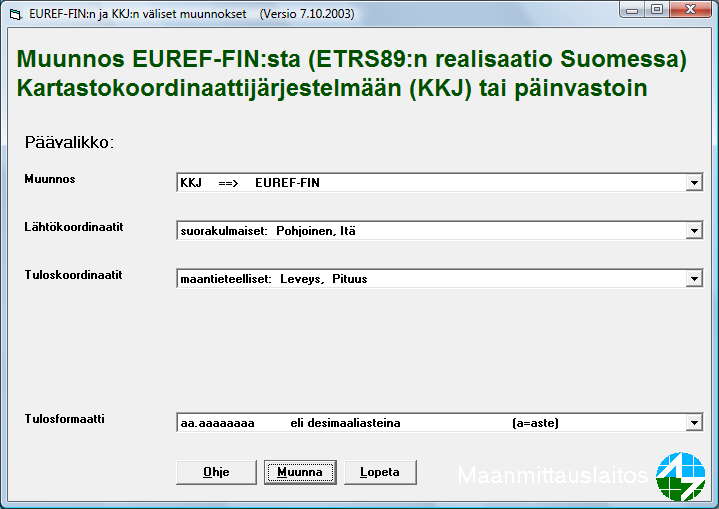 EUREF-FIN:n ja KKJ:n väliset muunnokset (Versio 7.10.2003)
Muunnos EUREF-FIN:sta (ETRS89:n realisaatio Suomessa)
Kartastokoordinaattijärjestelmään (KKJ) tai päinvastoin
Päävalikko:
Muunnos KKJ ==> EUREF-FIN
Lähtökoordinaatit suorakulmaiset: Pohjoinen, Itä
Tuloskoordinaatit maantieteelliset: Leveys, Pituus
Tulosformaatti aa.aaaaaaaa eli desimaaliasteina (a=aste)
Ohje Muunna Lopeta Maanmittauslaitos